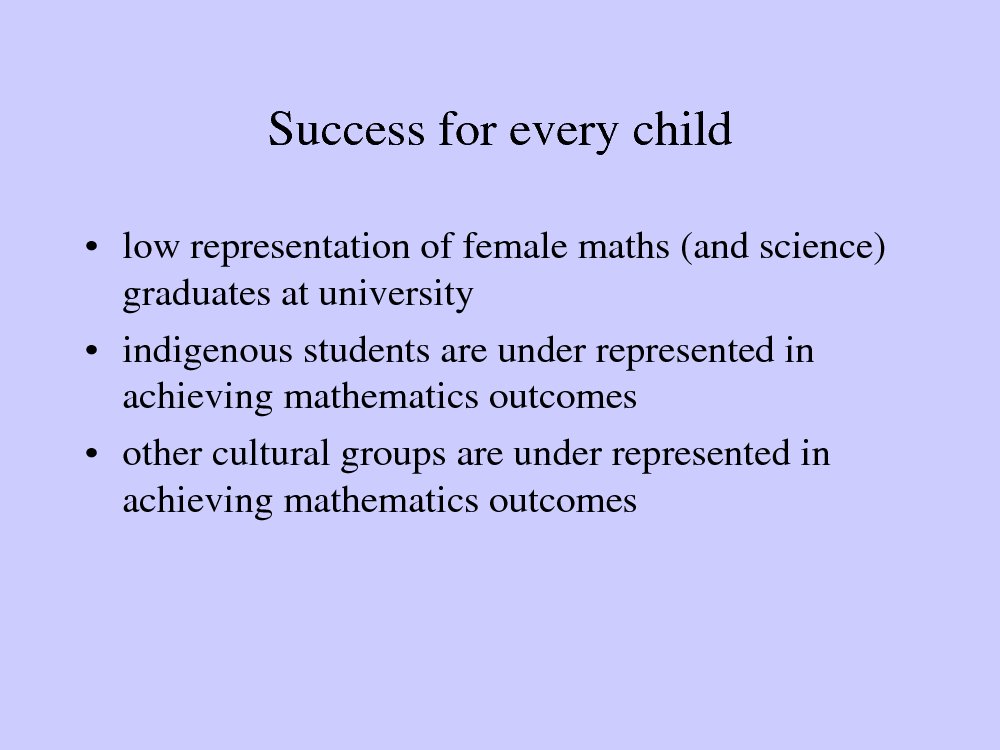 Success for every child
• low representation of female maths (and science)
graduates at university
• indigenous students are under represented in
achieving mathematics outcomes
• other cultural groups are under represented in
achieving mathematics outcomes